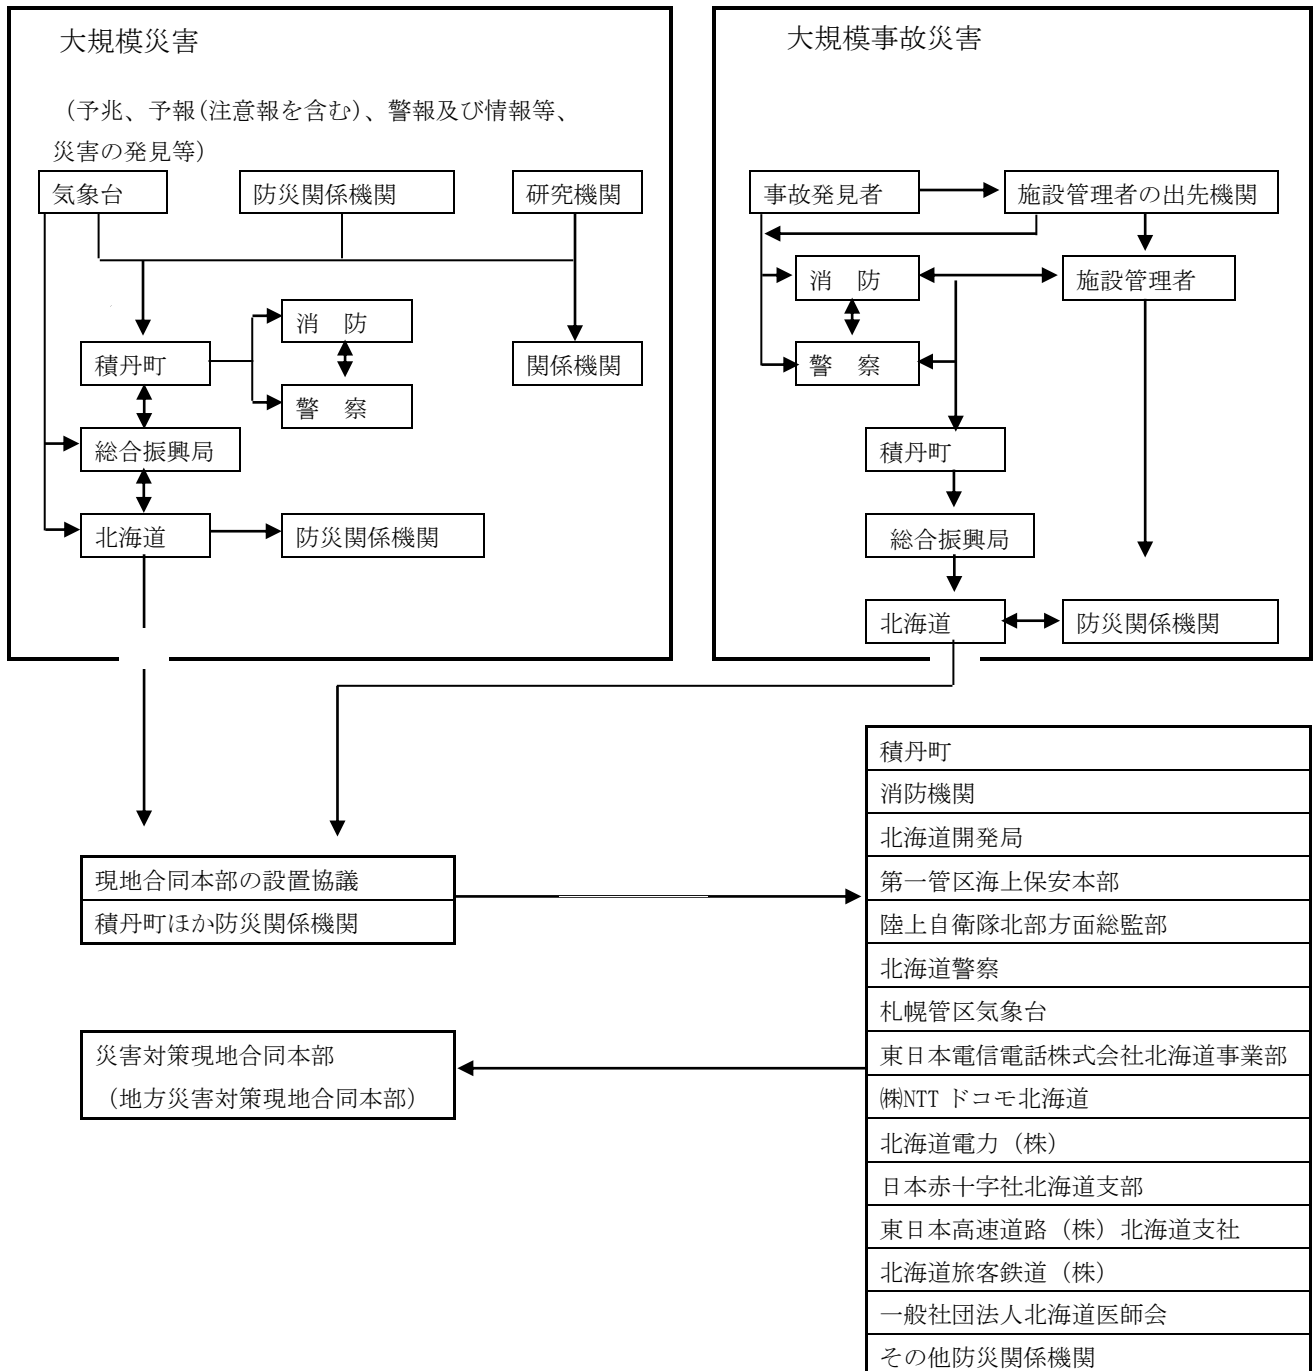 大規模災害
（予兆、予報(注意報を含む)、警報及び情報等、
災害の発見等）
気象台
防災関係機関
研究機関
消　防
積丹町
関係機関
警　察
総合振興局
北海道
防災関係機関
大規模事故災害
事故発見者
施設管理者の出先機関
消　防
施設管理者
警　察
積丹町
総合振興局
北海道
防災関係機関
現地合同本部の設置協議
積丹町ほか防災関係機関
災害対策現地合同本部
（地方災害対策現地合同本部）
積丹町
消防機関
北海道開発局
第一管区海上保安本部
陸上自衛隊北部方面総監部
北海道警察
札幌管区気象台
東日本電信電話株式会社北海道事業部
㈱NTTドコモ北海道
北海道電力（株）
日本赤十字社北海道支部
東日本高速道路（株）北海道支社
北海道旅客鉄道（株）
一般社団法人北海道医師会
その他防災関係機関